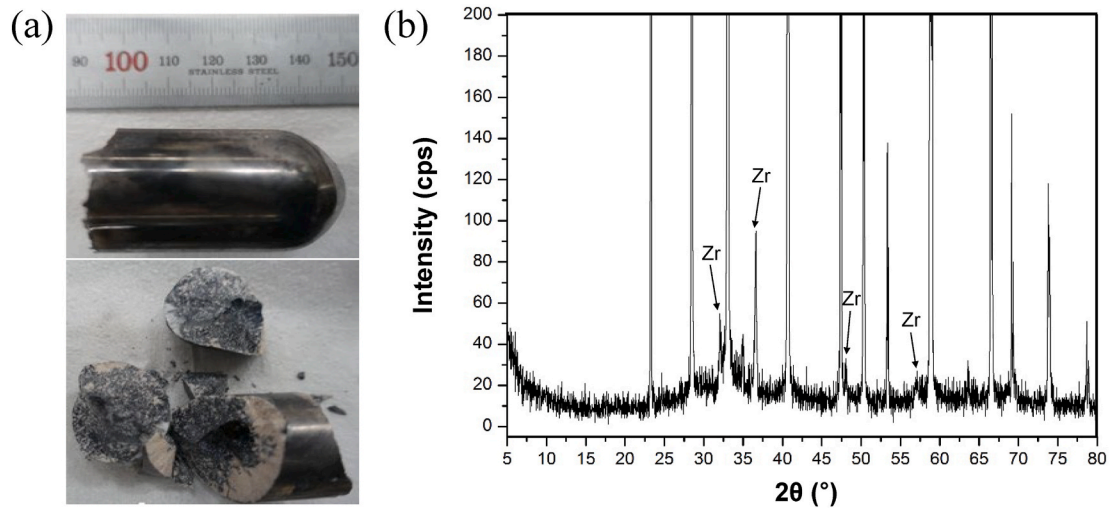 (a)
90 100 110 120 130 140 150
STAINLESS STEEL
(b)
Intensity (cps)
200
180
160
140
120
100
80
60
40
20
0
Zr
Zr
Zr
Zr
5 10 15 20 25 30 35 40 45 50 55 60 65 70 75 80
2θ (°)